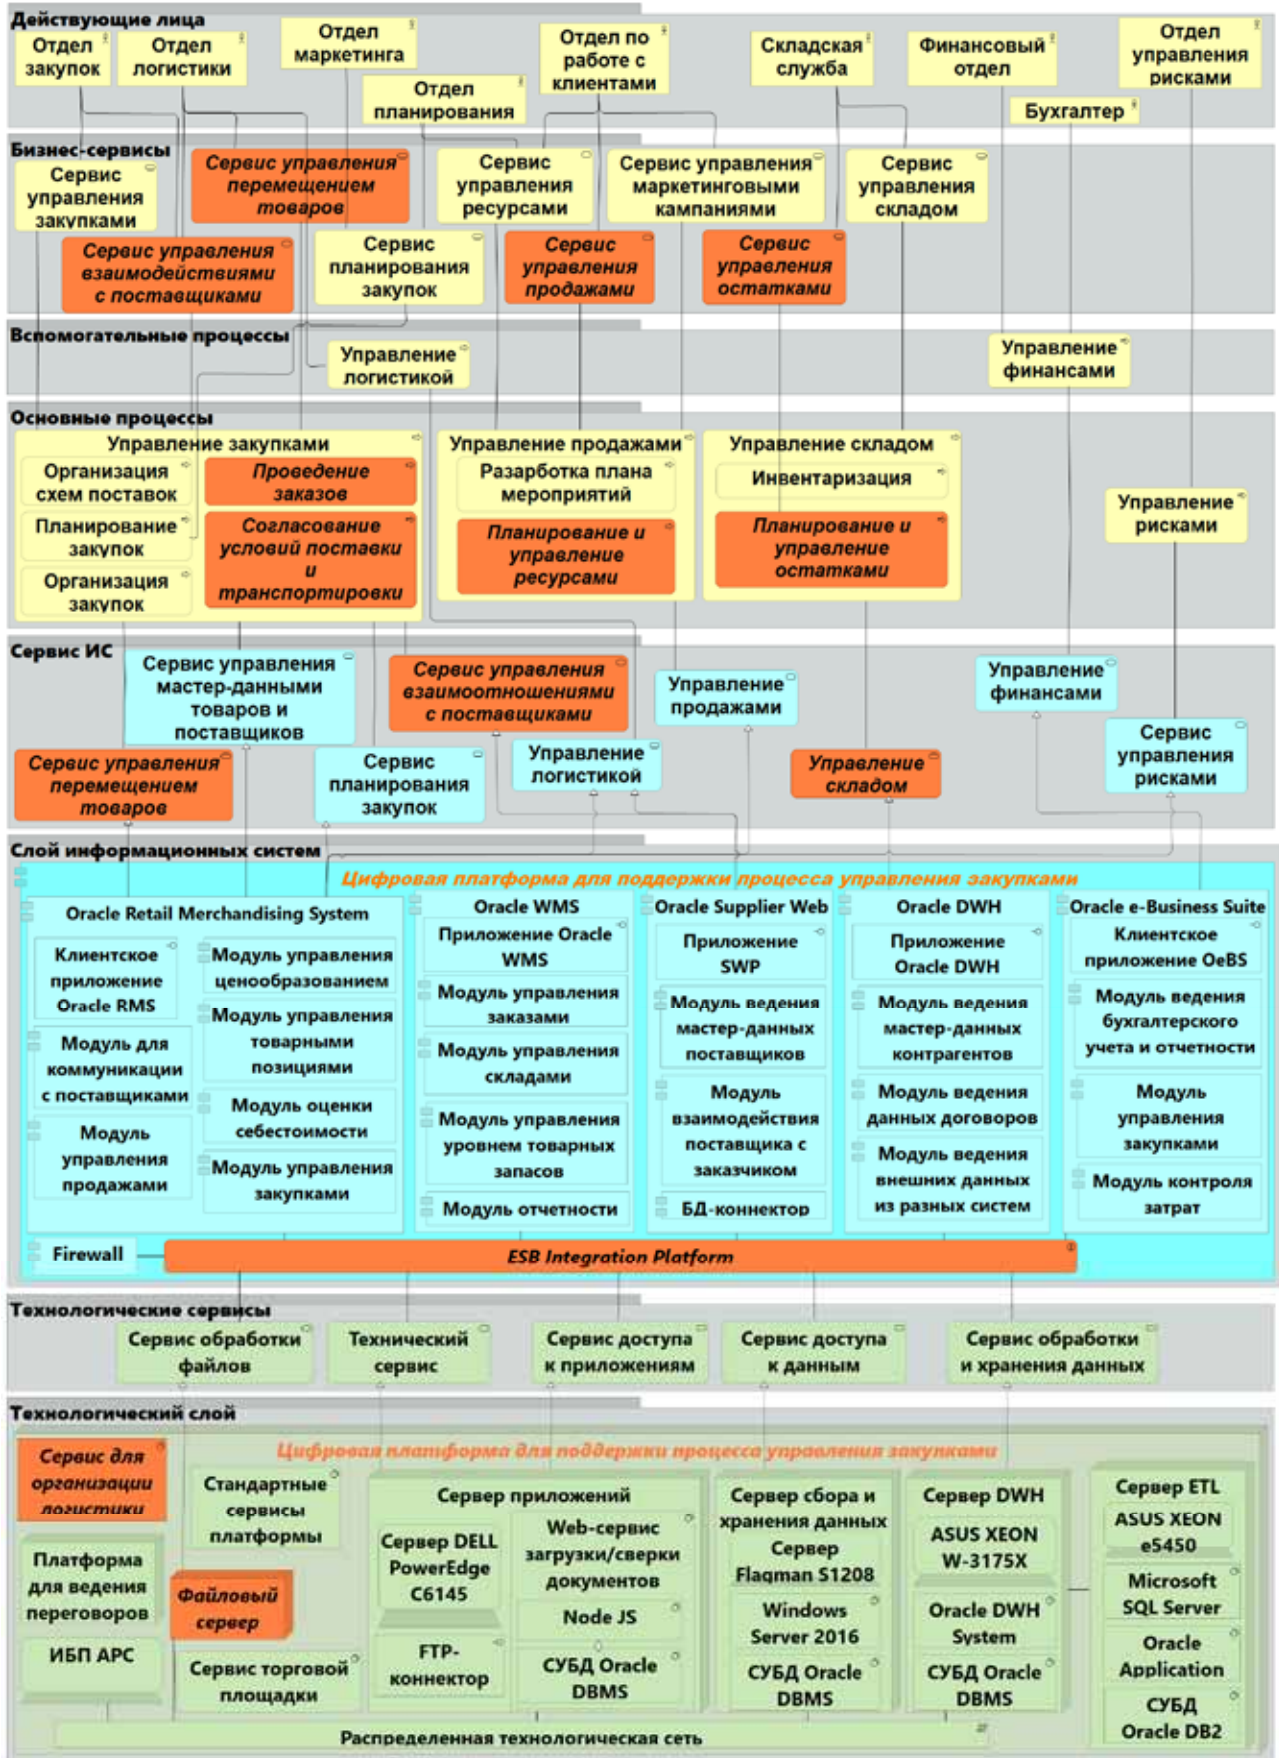 Действующие лица
Отдел
закупок
Отдел
логистики
Отдел
маркетинга
Отдел
планирования
Отдел по
работе с
клиентами
Складская
служба
Финансовый
отдел
Бухгалтер
Отдел
управления
рисками
Бизнес-сервисы
Сервис
управления
закупками
Сервис управления
перемещением
товаров
Сервис
управления
ресурсами
Сервис управления
маркетинговыми
кампаниями
Сервис
управления
складом
Сервис управления
взаимодействиями
с поставщиками
Сервис
планирования
закупок
Сервис
управления
продажами
Сервис
управления
остатками
Вспомогательные процессы
Управление
логистикой
Управление
финансами
Основные процессы
Управление закупками
Организация
схем поставок
Планирование
закупок
Организация
закупок
Проведение
заказов
Согласование
условий поставки
и
транспортировки
Управление продажами
Разарботка плана
мероприятий
Планирование и
управление
ресурсами
Управление складом
Инвентаризация
Планирование и
управление
остатками
Управление
рисками
Сервис ИС
Сервис управления
мастер-данными
товаров и
поставщиков
Сервис управления
взаимоотношениями
с поставщиками
Управление
продажами
Управление
финансами
Сервис управления
перемещением
товаров
Сервис
планирования
закупок
Управление
логистикой
Управление
складом
Сервис
управления
рисками
Слой информационных систем
Цифровая платформа для поддержки процесса управления закупками
Oracle Retail Merchandising System
Клиентское
приложение
Oracle RMS
Модуль для
коммуникации
с поставщиками
Модуль
управления
продажами
Модуль управления
ценообразованием
Модуль управления
товарными
позициями
Модуль оценки
себестоимости
Модуль управления
закупками
Oracle WMS
Приложение Oracle
WMS
Модуль управления
заказами
Модуль управления
складами
Модуль управления
уровнем товарных
запасов
Модуль отчетности
Oracle Supplier Web
Приложение
SWP
Модуль ведения
мастер-данных
поставщиков
Модуль
взаимодействия
поставщика с
заказчиком
БД-коннектор
Oracle DWH
Приложение
Oracle DWH
Модуль ведения
мастер-данных
контрагентов
Модуль ведения
данных договоров
Модуль ведения
внешних данных
из разных систем
Oracle e-Business Suite
Клиентское
приложение OeBS
Модуль ведения
бухгалтерского
учета и отчетности
Модуль
управления
закупками
Модуль контроля
затрат
Firewall
ESB Integration Platform
Технологические сервисы
Сервис обработки
файлов
Технический
сервис
Сервис доступа
к приложениям
Сервис доступа
к данным
Сервис обработки
и хранения данных
Технологический слой
Цифровая платформа для поддержки процесса управления закупками
Сервис для
организации
логистики
Платформа
для ведения
переговоров
ИБП APC
Стандартные
сервисы
платформы
Файловый
сервер
Сервис торговой
площадки
Сервер приложений
Сервер DELL
PowerEdge
C6145
FTP-
коннектор
Web-сервис
загрузки/сверки
документов
Node JS
СУБД Oracle
DBMS
Сервер сбора и
хранения данных
Сервер
Flagman S1208
Windows
Server 2016
СУБД Oracle
DBMS
Сервер DWH
ASUS XEON
W-3175X
Oracle DWH
System
СУБД Oracle
DBMS
Сервер ETL
ASUS XEON
e5450
Microsoft
SQL Server
Oracle
Application
СУБД
Oracle DB2
Распределенная технологическая сеть